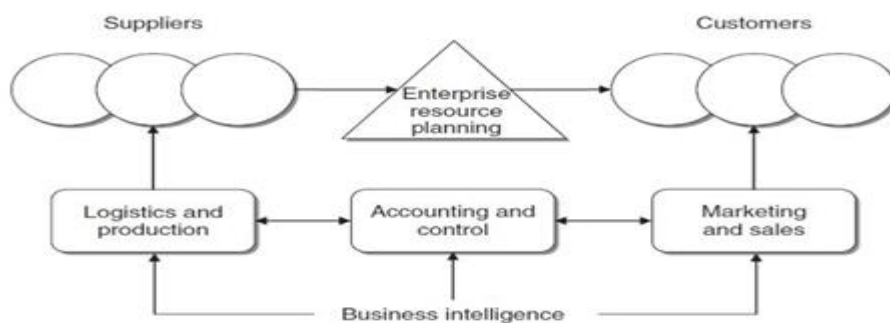 Suppliers
Customers
Enterprise
resource
planning
Logistics and
production
Accounting and
control
Marketing
and sales
Business intelligence